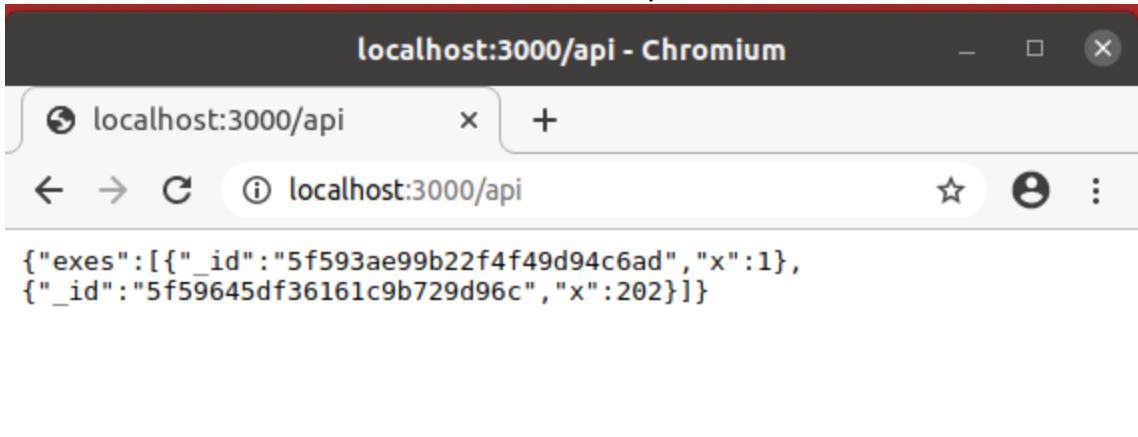 localhost:3000/api - Chromium
localhost:3000/api
localhost:3000/api
{"exes":[{"_id":"5f593ae99b22f4f49d94c6ad","x":1},
{"_id":"5f59645df36161c9b729d96c","x":202}]}